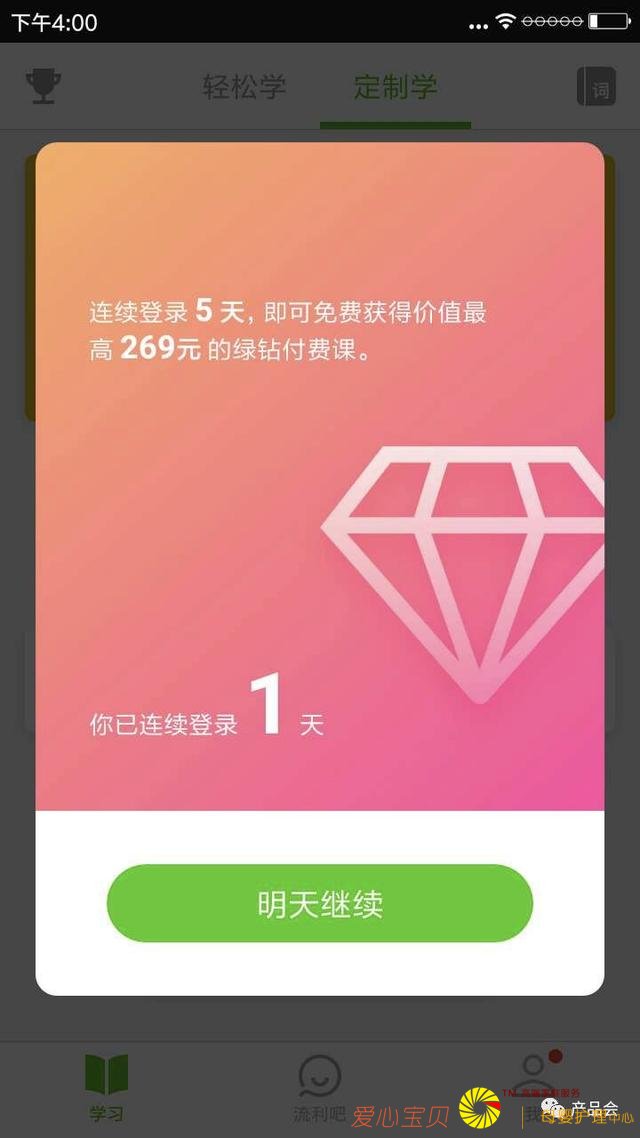 下午4:00
轻松学 定制学 词
连续登录 5 天，即可免费获得价值最
高 269元 的绿钻付费课。
你已连续登录 1 天
明天继续
学习 流利吧 我
爱心宝贝
产品会
母婴护理中心